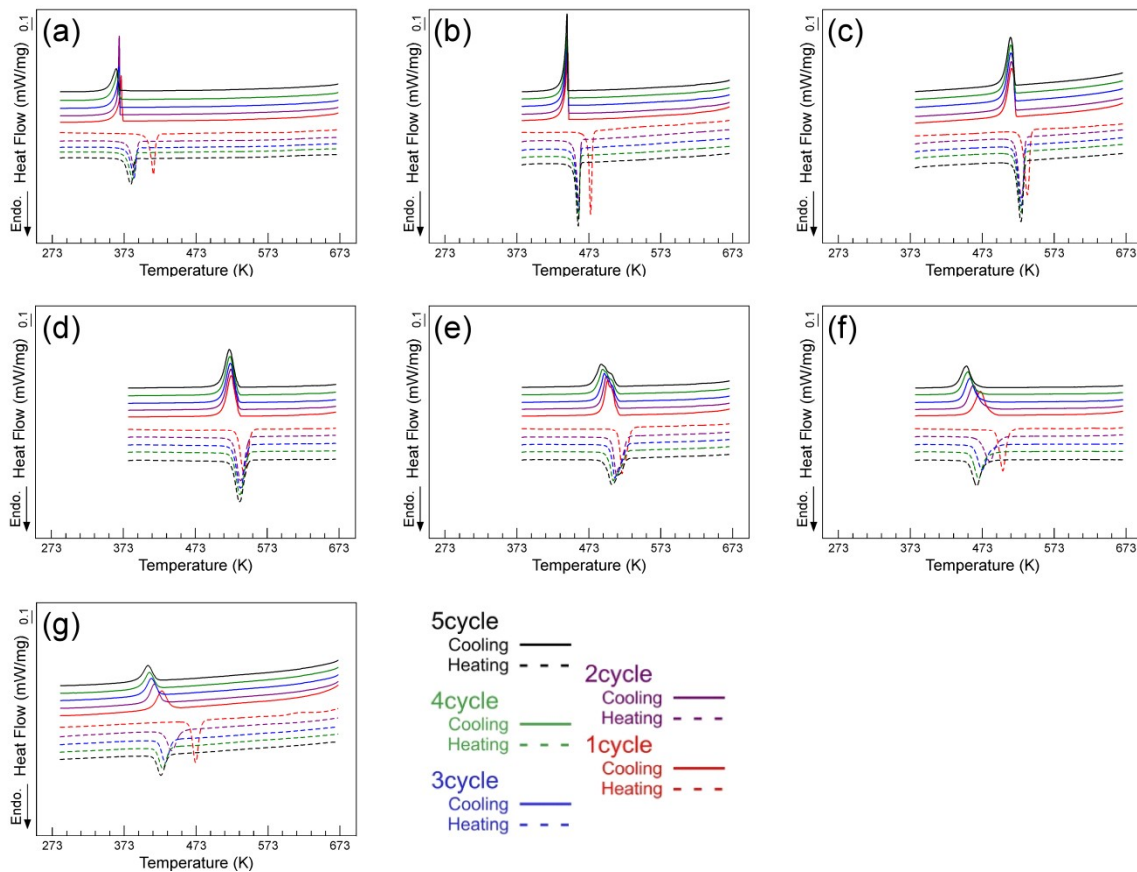 (a)
0.1
Heat Flow (mW/mg)
Endo.
273 373 473 573 673
Temperature (K)
(b)
0.1
Heat Flow (mW/mg)
Endo.
273 373 473 573 673
Temperature (K)
(c)
0.1
Heat Flow (mW/mg)
Endo.
273 373 473 573 673
Temperature (K)
(d)
0.1
Heat Flow (mW/mg)
Endo.
273 373 473 573 673
Temperature (K)
(e)
0.1
Heat Flow (mW/mg)
Endo.
273 373 473 573 673
Temperature (K)
(f)
0.1
Heat Flow (mW/mg)
Endo.
273 373 473 573 673
Temperature (K)
(g)
0.1
Heat Flow (mW/mg)
Endo.
273 373 473 573 673
Temperature (K)
5cycle
Cooling
Heating
4cycle
Cooling
Heating
3cycle
Cooling
Heating
2cycle
Cooling
Heating
1cycle
Cooling
Heating